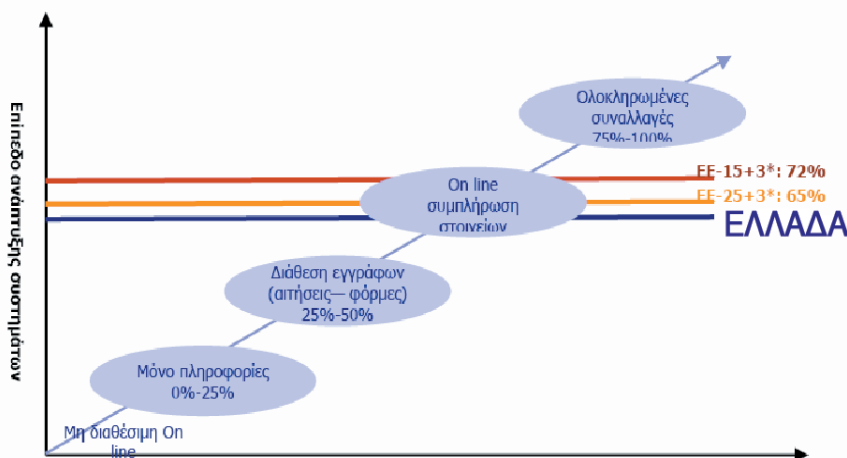 Επίπεδο ανάπτυξης συστημάτων
Ολοκληρωμένες
συναλλαγές
75%-100%
ΕΕ-15+3*: 72%
On line
συμπλήρωση
στοιχείων
ΕΕ-25+3*: 65%
ΕΛΛΑΔΑ
Διάθεση εγγράφων
(αιτήσεις— φόρμες)
25%-50%
Μόνο πληροφορίες
0%-25%
Μη διαθέσιμη On
line